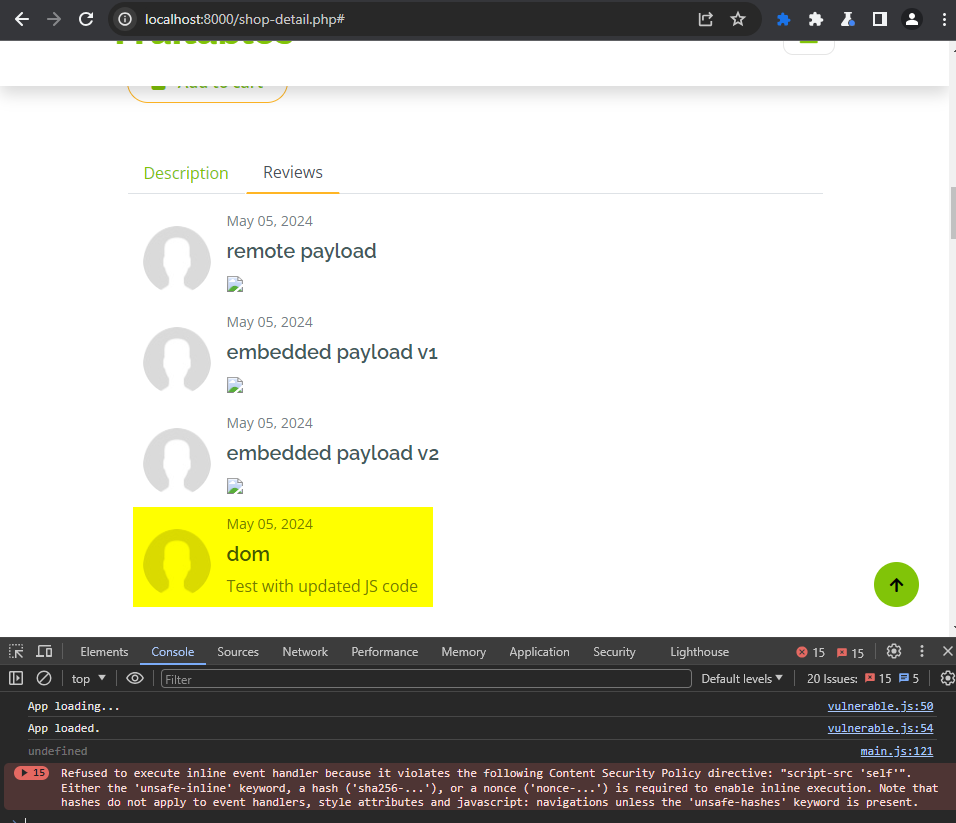 localhost:8000/shop-detail.php#
Add to cart
Description Reviews
May 05, 2024
remote payload
May 05, 2024
embedded payload v1
May 05, 2024
embedded payload v2
May 05, 2024
dom
Test with updated JS code
Elements Console Sources Network Performance Memory Application Security Lighthouse 15 15
top Filter Default levels 20 Issues: 15 5
App loading... vulnerable.js:50
App loaded. vulnerable.js:54
undefined main.js:121
15 Refused to execute inline event handler because it violates the following Content Security Policy directive: "script-src 'self'".
Either the 'unsafe-inline' keyword, a hash ('sha256-...'), or a nonce ('nonce-...') is required to enable inline execution. Note that
hashes do not apply to event handlers, style attributes and javascript: navigations unless the 'unsafe-hashes' keyword is present.